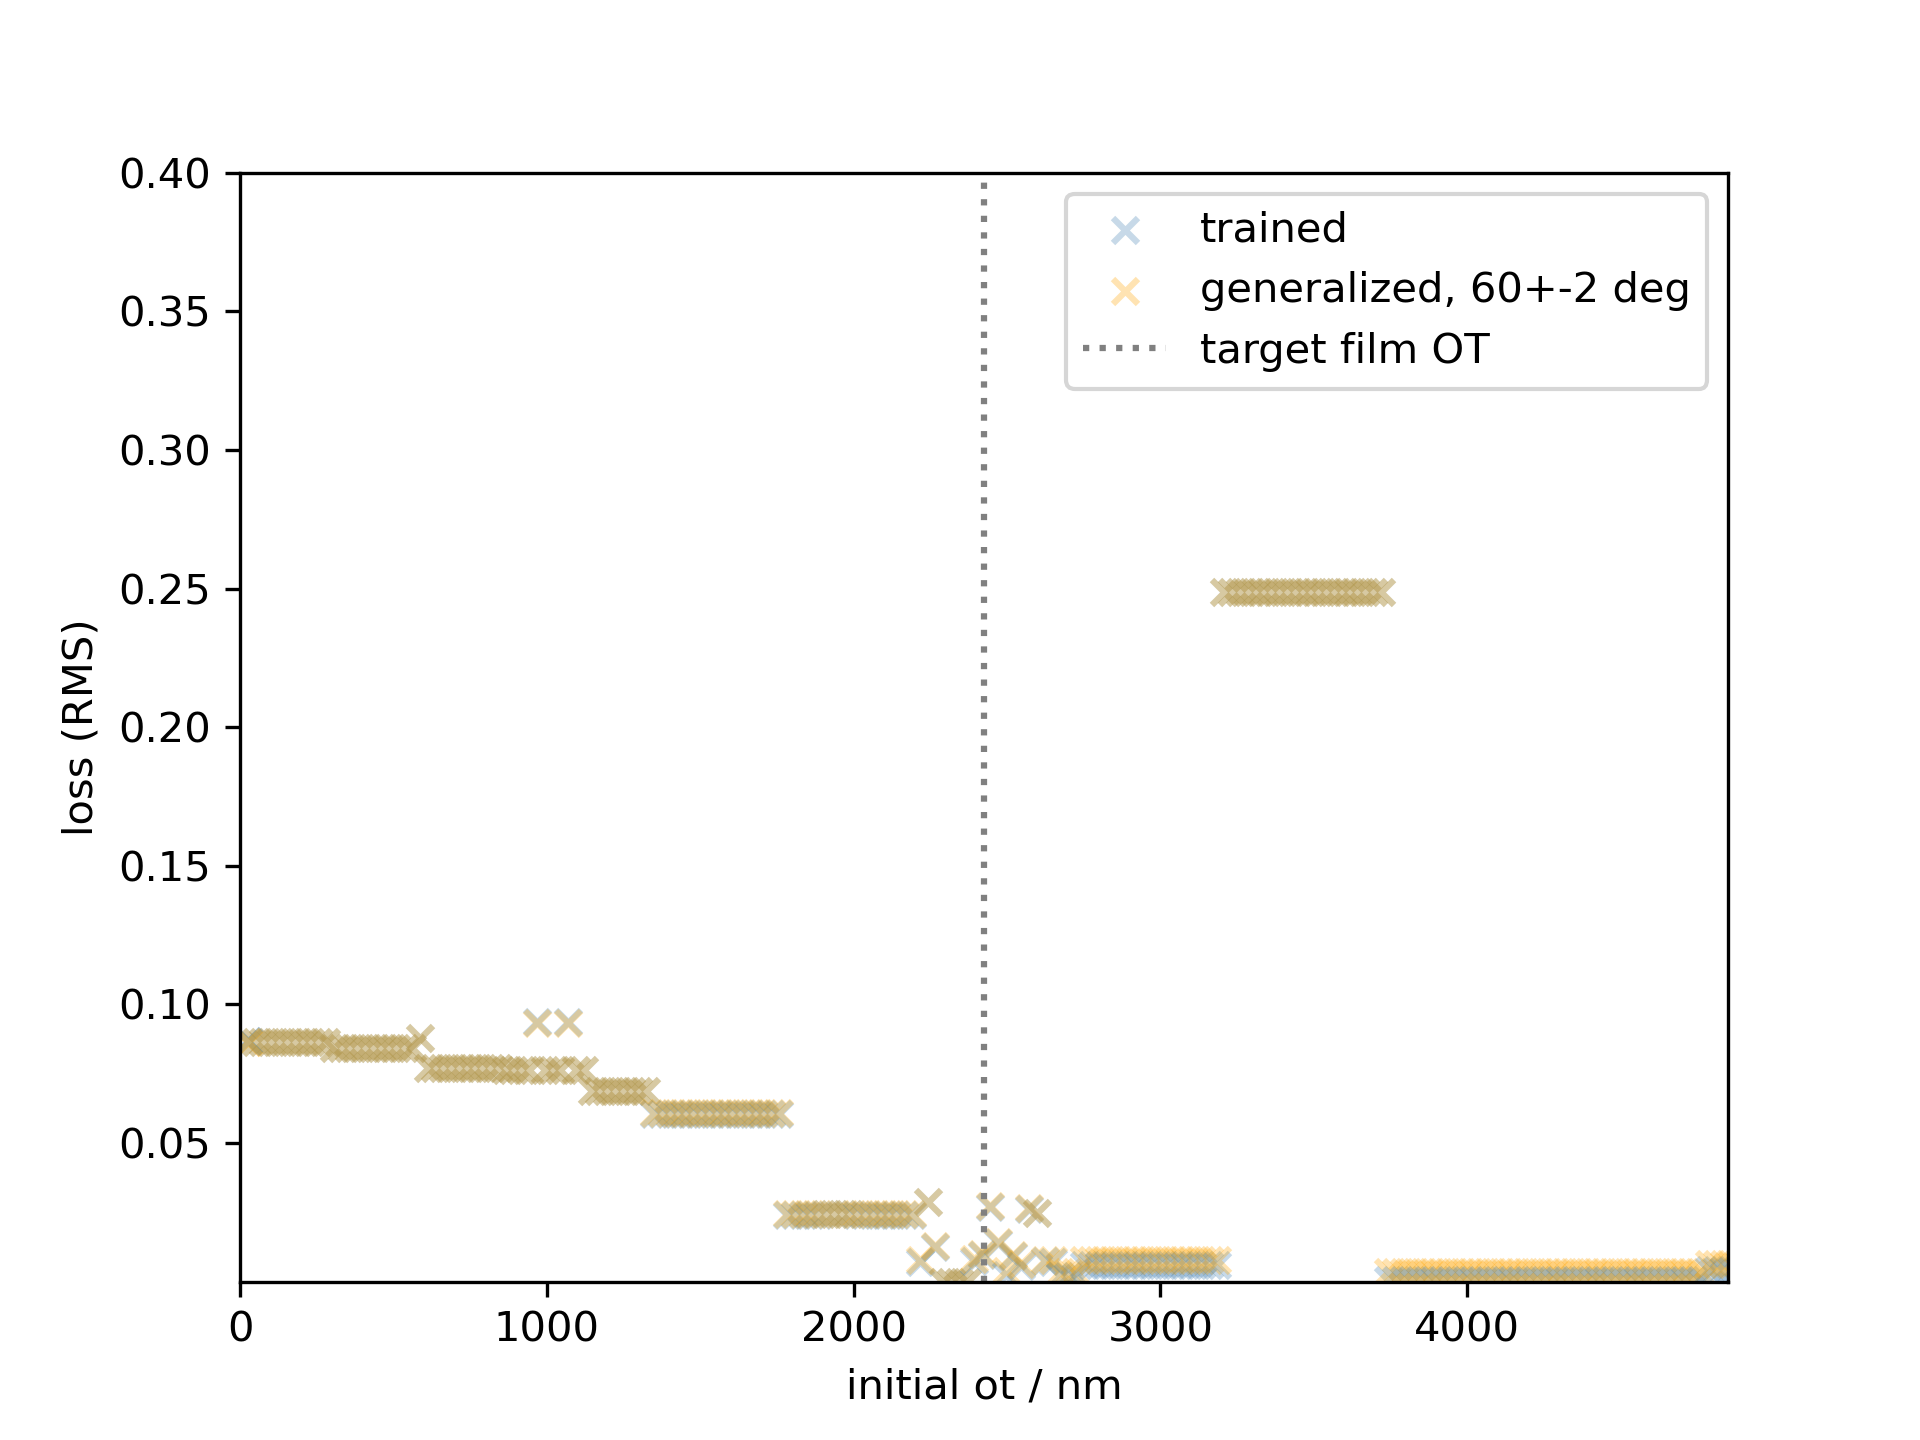 0.40
0.35
0.30
0.25
0.20
0.15
0.10
0.05
loss (RMS)
trained
generalized, 60+-2 deg
target film OT
0 1000 2000 3000 4000
initial ot / nm